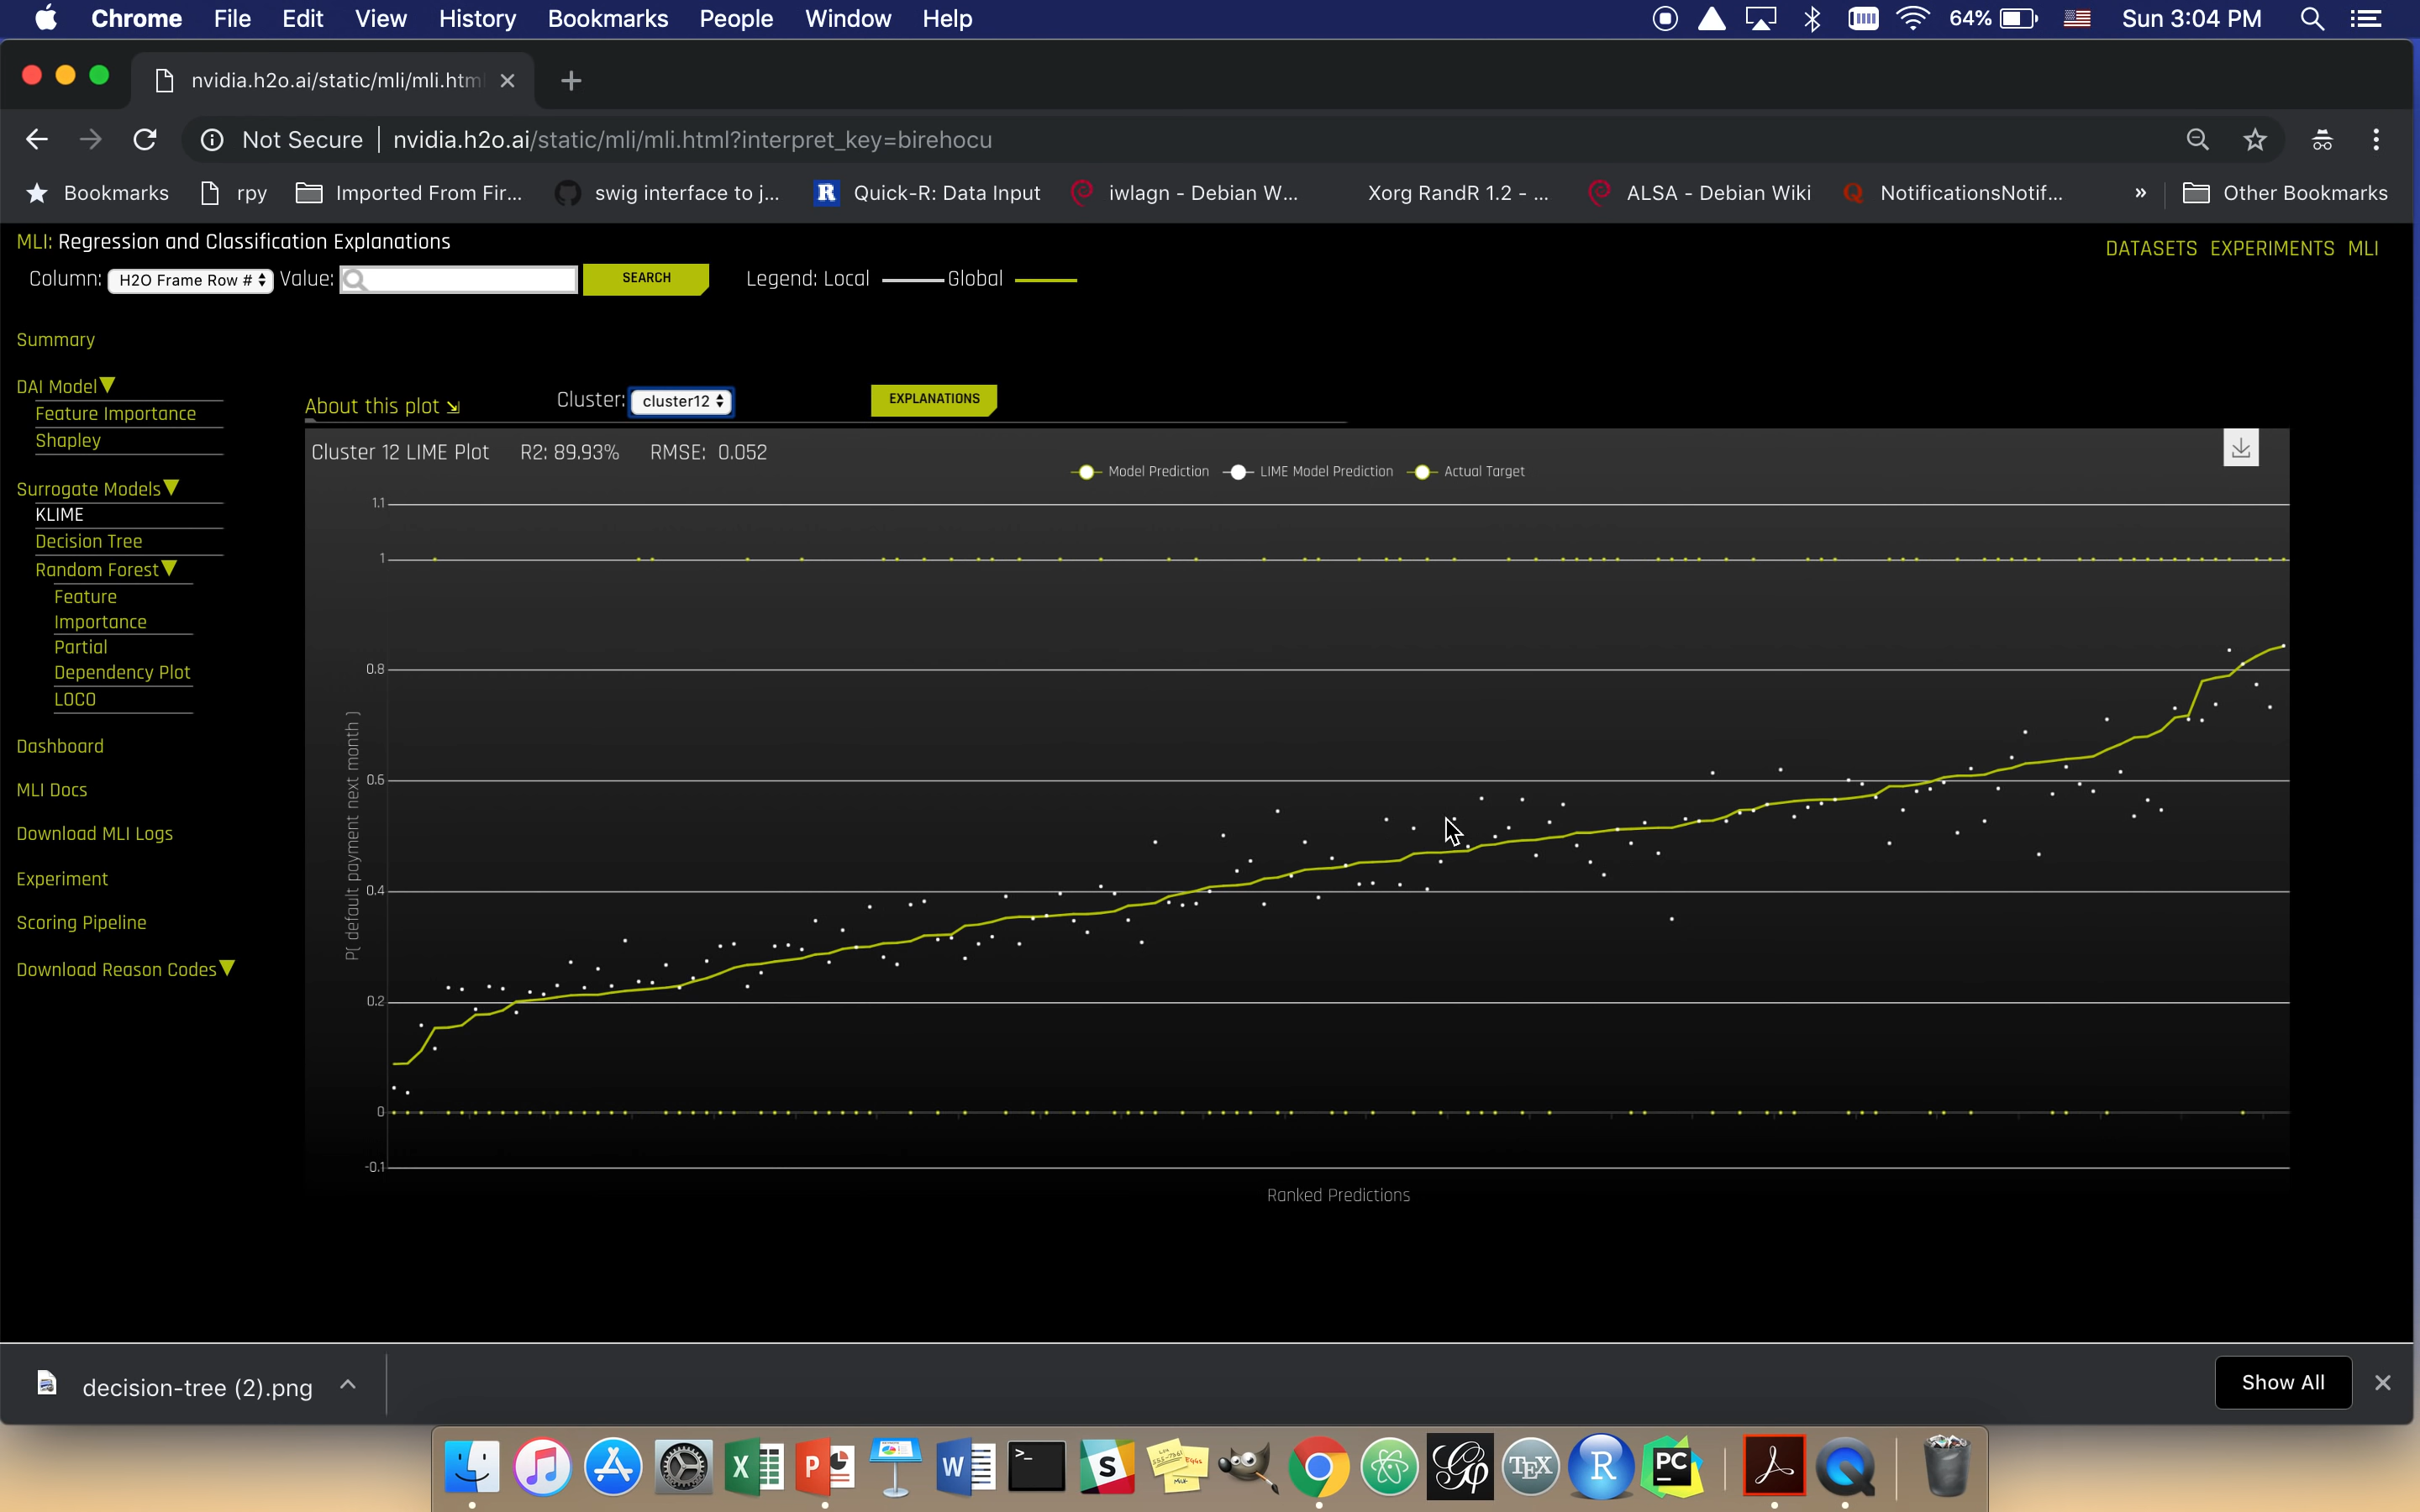 Chrome File Edit View History Bookmarks People Window Help 64% Sun 3:04 PM
nvidia.h2o.ai/static/mli/mli.htm
Not Secure nvidia.h2o.ai/static/mli/mli.html?interpret_key=birehocu
Bookmarks rpy Imported From Fir... swig interface to j... R Quick-R: Data Input iwlagn - Debian W... Xorg RandR 1.2 - ... ALSA - Debian Wiki NotificationsNotif... » Other Bookmarks
MLI: Regression and Classification Explanations
DATASETS EXPERIMENTS MLI
Column: H2O Frame Row # Value: SEARCH Legend: Local Global
Summary
DAI Model
Feature Importance
Shapley
Surrogate Models
KLIME
Decision Tree
Random Forest
Feature
Importance
Partial
Dependency Plot
LOCO
Dashboard
MLI Docs
Download MLI Logs
Experiment
Scoring Pipeline
Download Reason Codes
About this plot Cluster: cluster12 EXPLANATIONS
Cluster 12 LIME Plot R2: 89.93% RMSE: 0.052
Model Prediction LIME Model Prediction Actual Target
1.1
1
0.8
0.6
0.4
0.2
0
-0.1
P( default payment next month )
Ranked Predictions
decision-tree (2).png
Show All
X P W >_ S TEX R PC